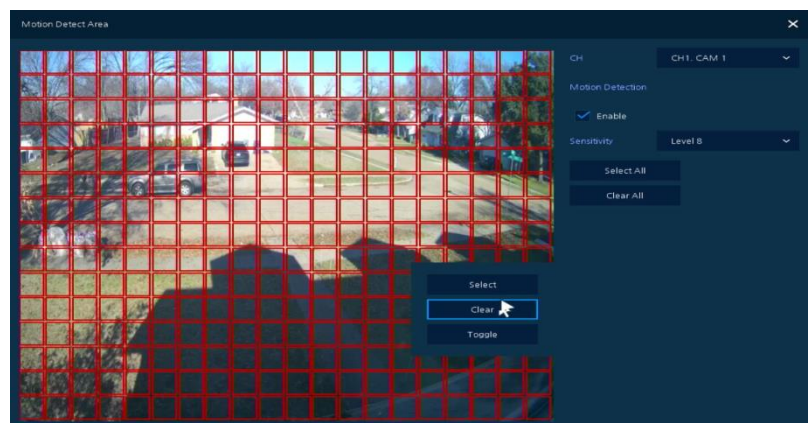 Motion Detect Area
CH CH1. CAM 1
Motion Detection
Enable
Sensitivity Level 8
Select All
Clear All
Select
Clear
Toggle